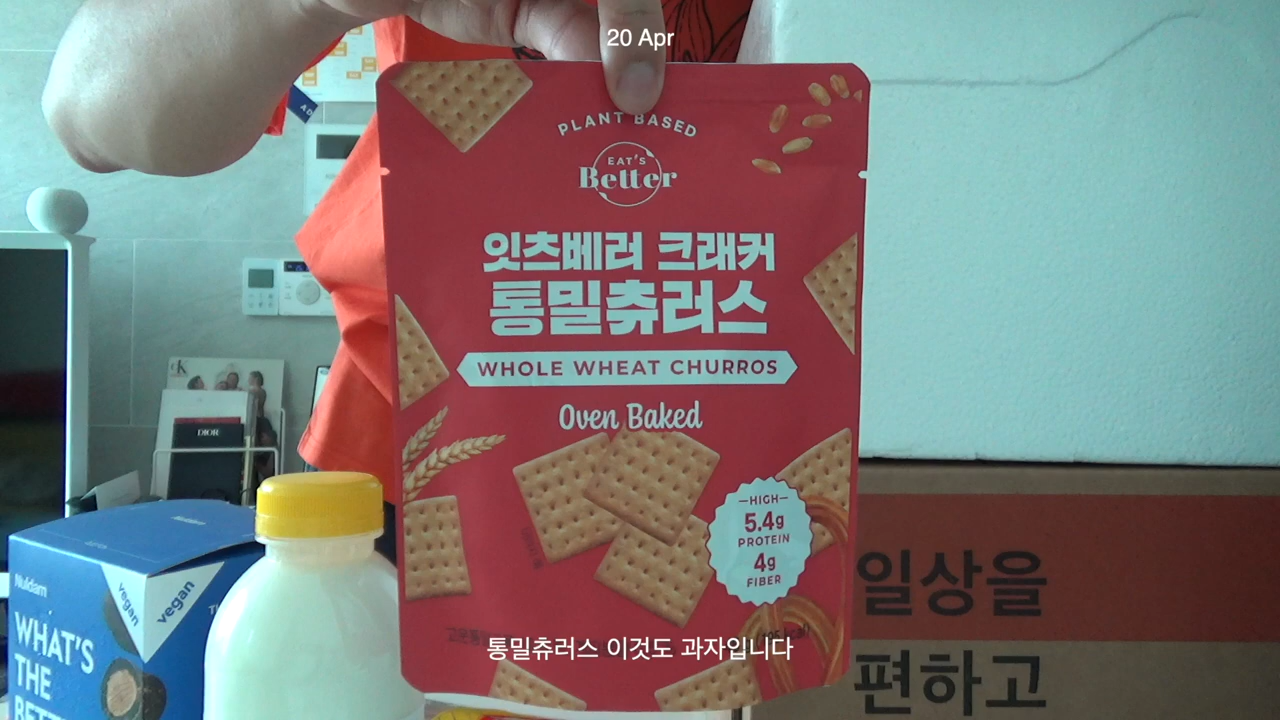 20 Apr
PLANT BASED
EAT'S
Better
잇츠베러 크래커
통밀츄러스
WHOLE WHEAT CHURROS
Oven Baked
HIGH
5.4g
PROTEIN
4g
FIBER
통밀츄러스 이것도 과자입니다
DIOR
Nuldam
vegan
vegan
WHAT'S
THE
일상을
편하고